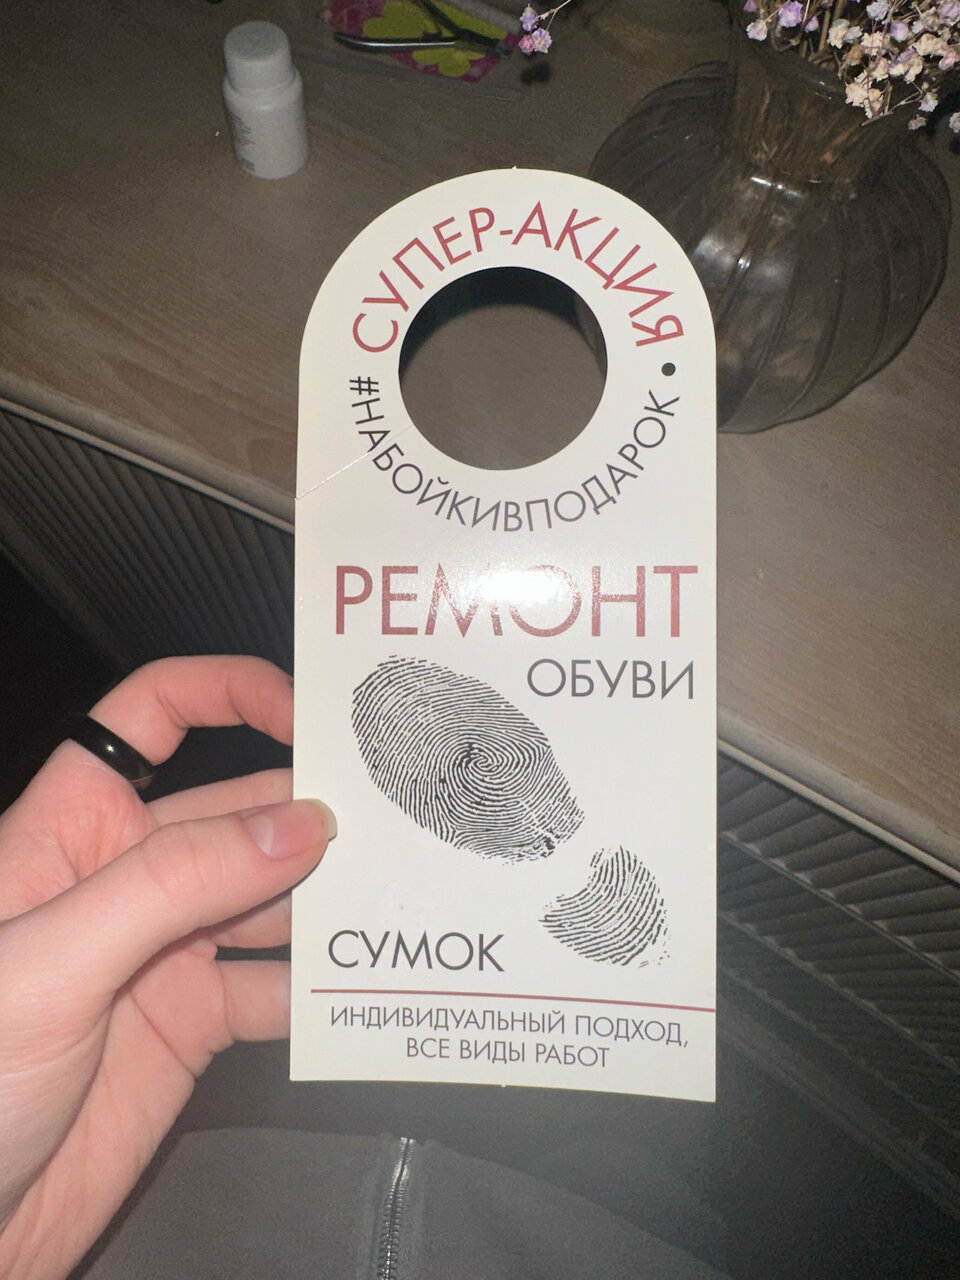 СУПЕР-АКЦИЯ •
#НАБОЙКИВПОДАРОК
РЕМОНТ
ОБУВИ
СУМОК
ИНДИВИДУАЛЬНЫЙ ПОДХОД,
ВСЕ ВИДЫ РАБОТ